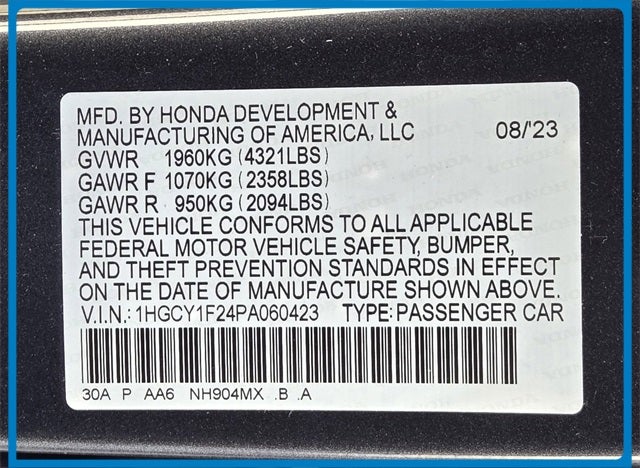 MFD. BY HONDA DEVELOPMENT &
MANUFACTURING OF AMERICA, LLC 08/'23
GVWR 1960KG (4321LBS)
GAWR F 1070KG (2358LBS)
GAWR R 950KG (2094LBS)
THIS VEHICLE CONFORMS TO ALL APPLICABLE
FEDERAL MOTOR VEHICLE SAFETY, BUMPER,
AND THEFT PREVENTION STANDARDS IN EFFECT
ON THE DATE OF MANUFACTURE SHOWN ABOVE.
V.I.N.: 1HGCY1F24PA060423 TYPE: PASSENGER CAR
30A P AA6 NH904MX .B .A